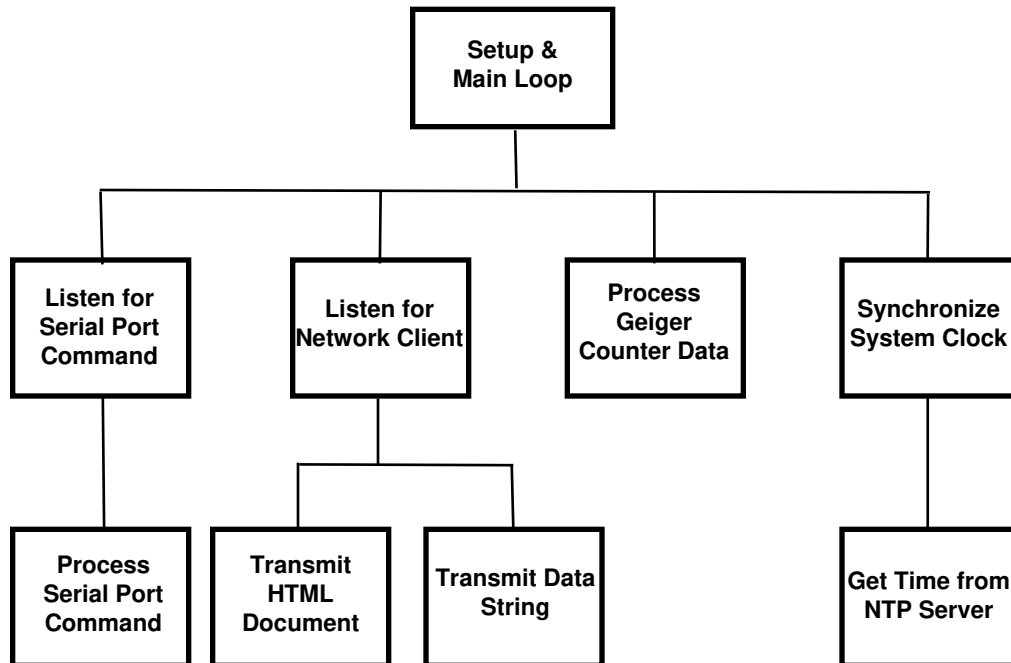 Setup &
Main Loop
Listen for
Serial Port
Command
Listen for
Network Client
Process
Geiger
Counter Data
Synchronize
System Clock
Process
Serial Port
Command
Transmit
HTML
Document
Transmit Data
String
Get Time from
NTP Server